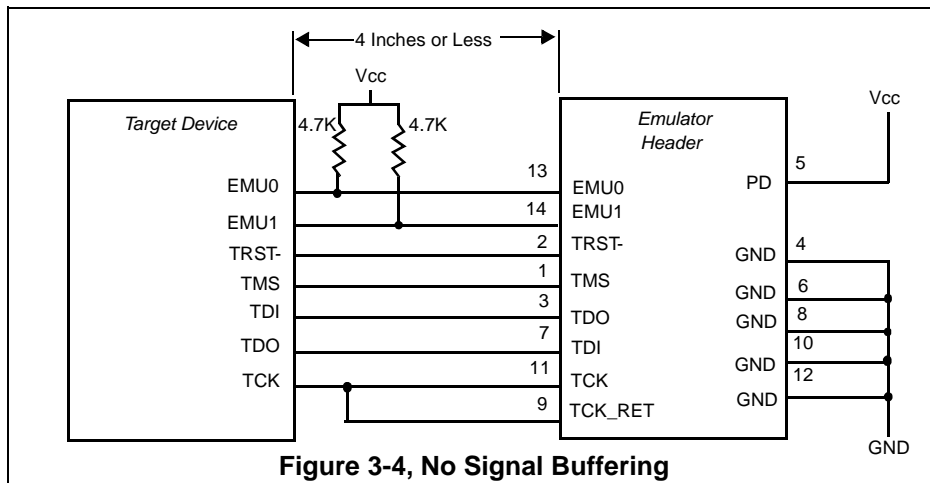 4 Inches or Less
Vcc
Vcc
Target Device
4.7K
4.7K
Emulator
Header
EMU0
13
EMU0
PD
5
EMU1
14
EMU1
TRST-
2
TRST-
GND
4
TMS
1
TMS
GND
6
TDI
3
TDO
GND
8
TDO
7
TDI
GND
10
TCK
11
TCK
GND
12
9
TCK_RET
GND
Figure 3-4, No Signal Buffering